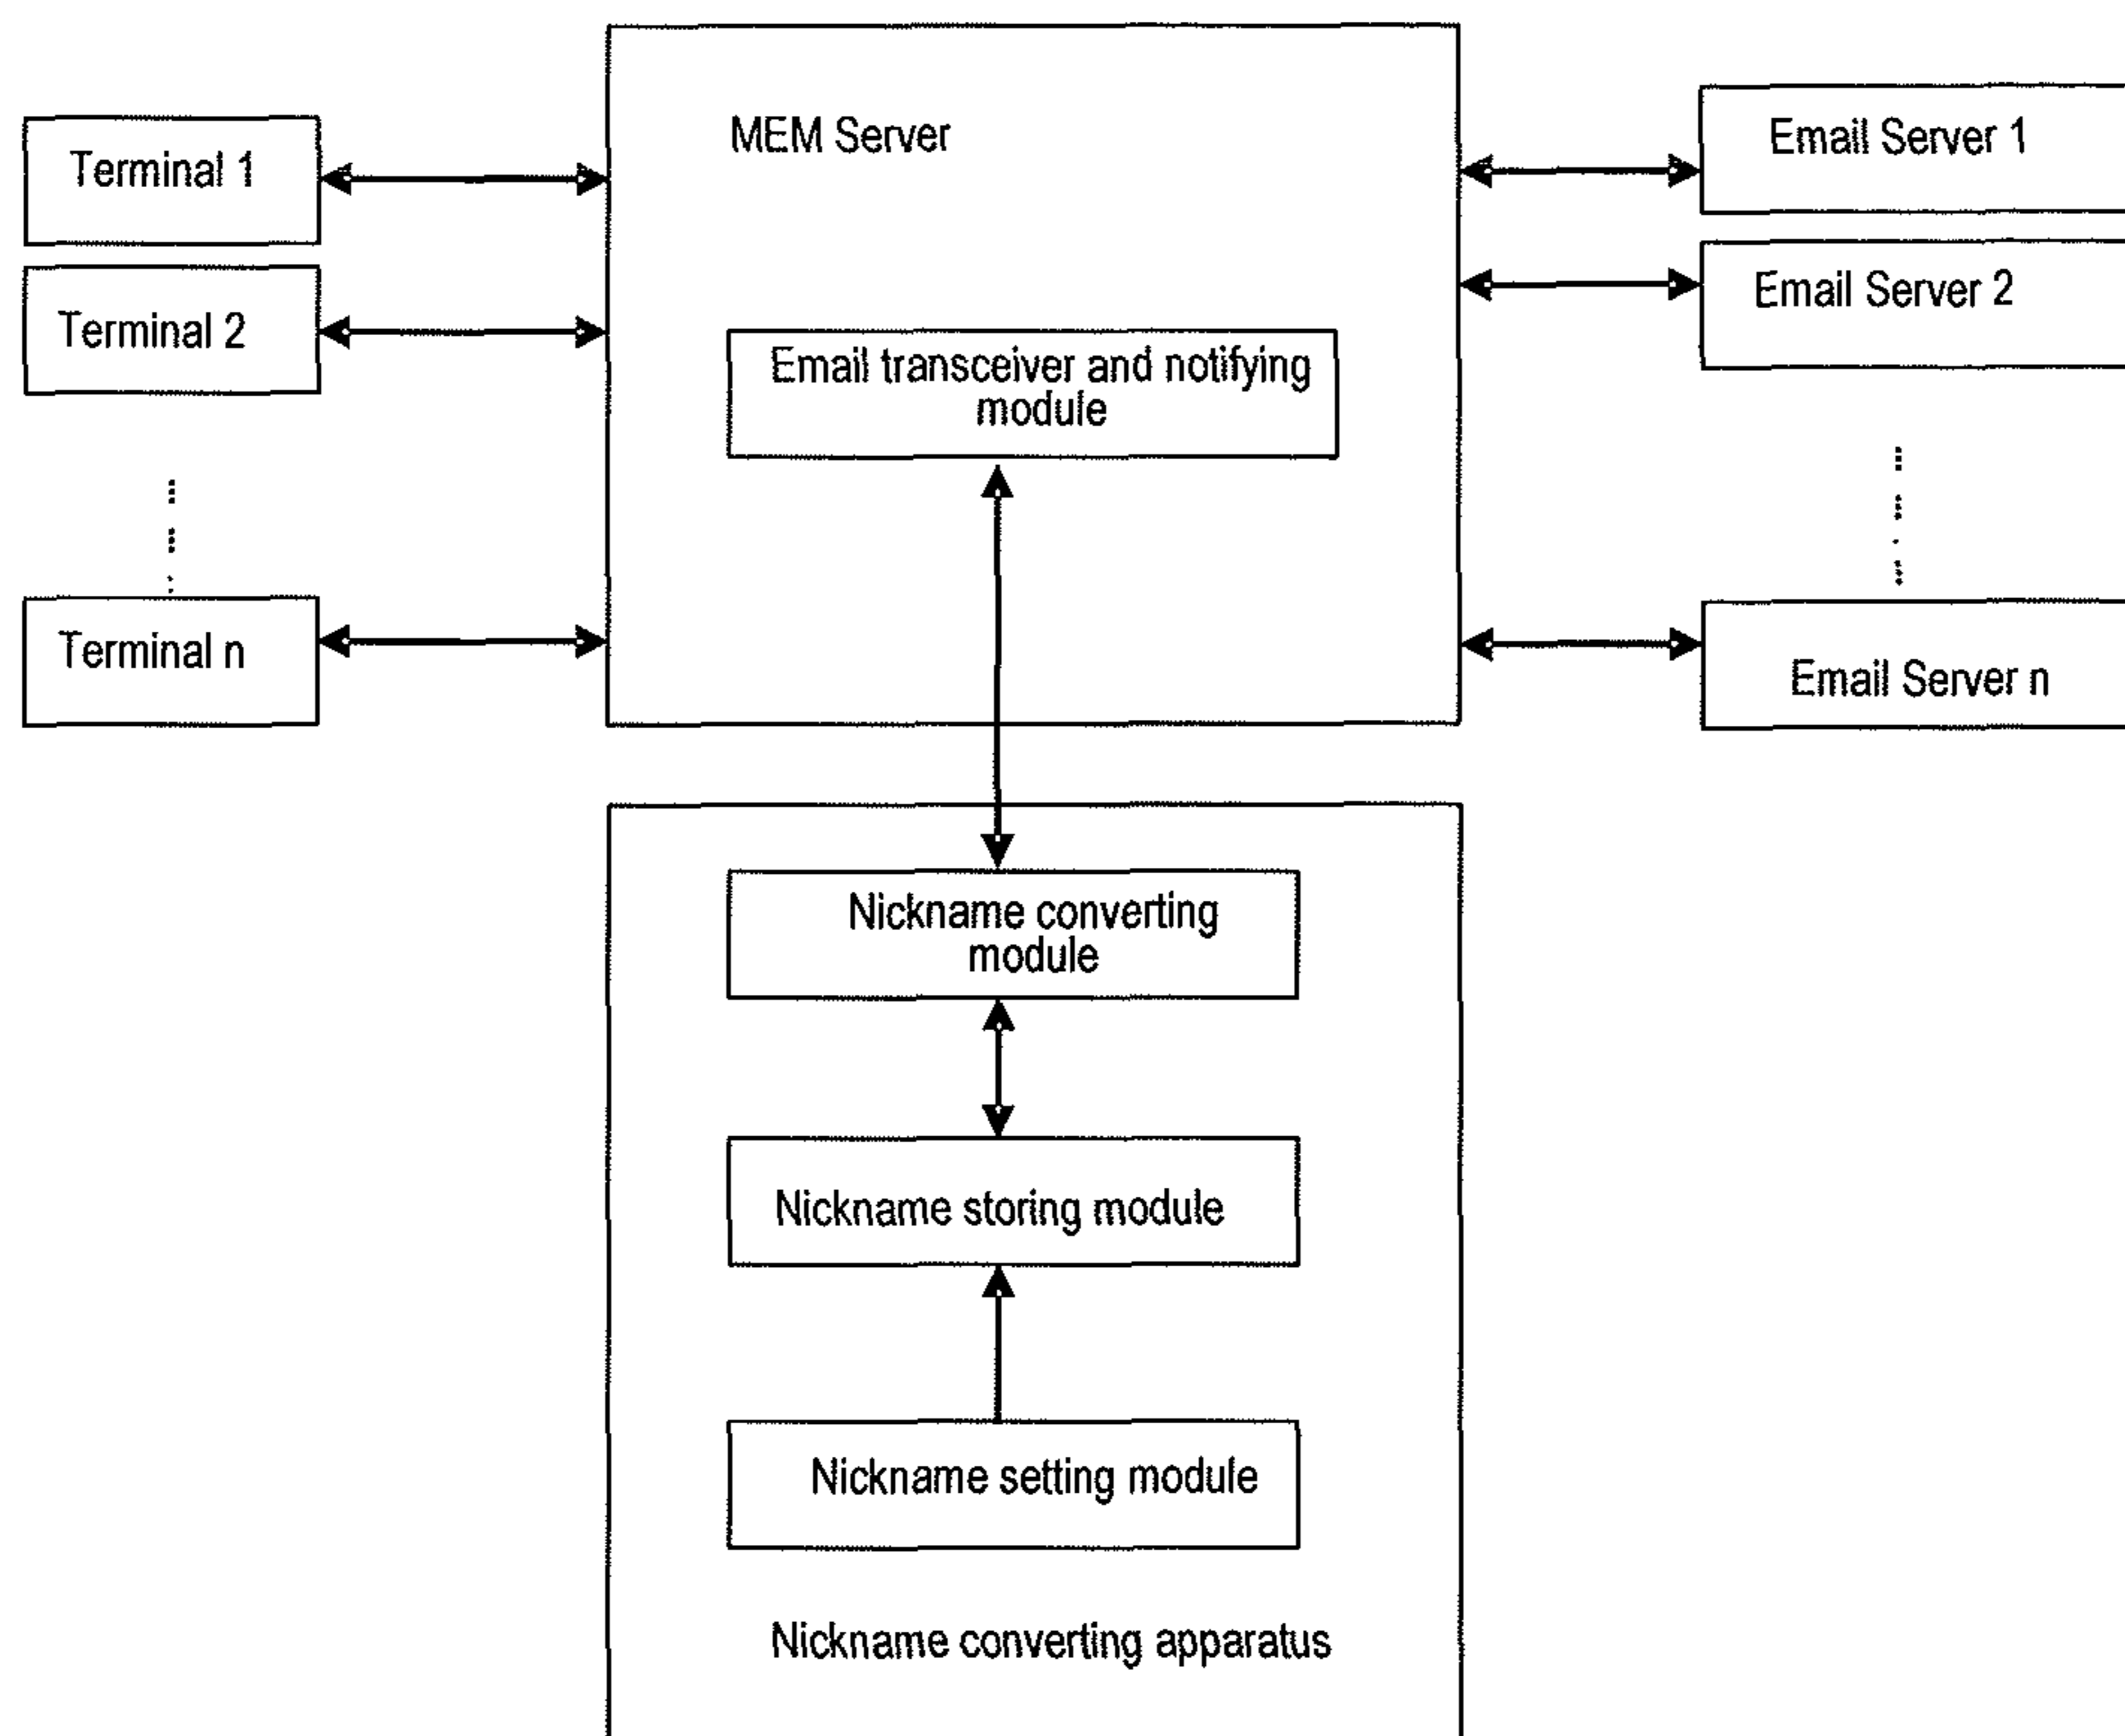 MEM Server
Terminal 1
Terminal 2
Terminal n
Email transceiver and notifying
module
Email Server 1
Email Server 2
Email Server n
Nickname converting
module
Nickname storing module
Nickname setting module
Nickname converting apparatus